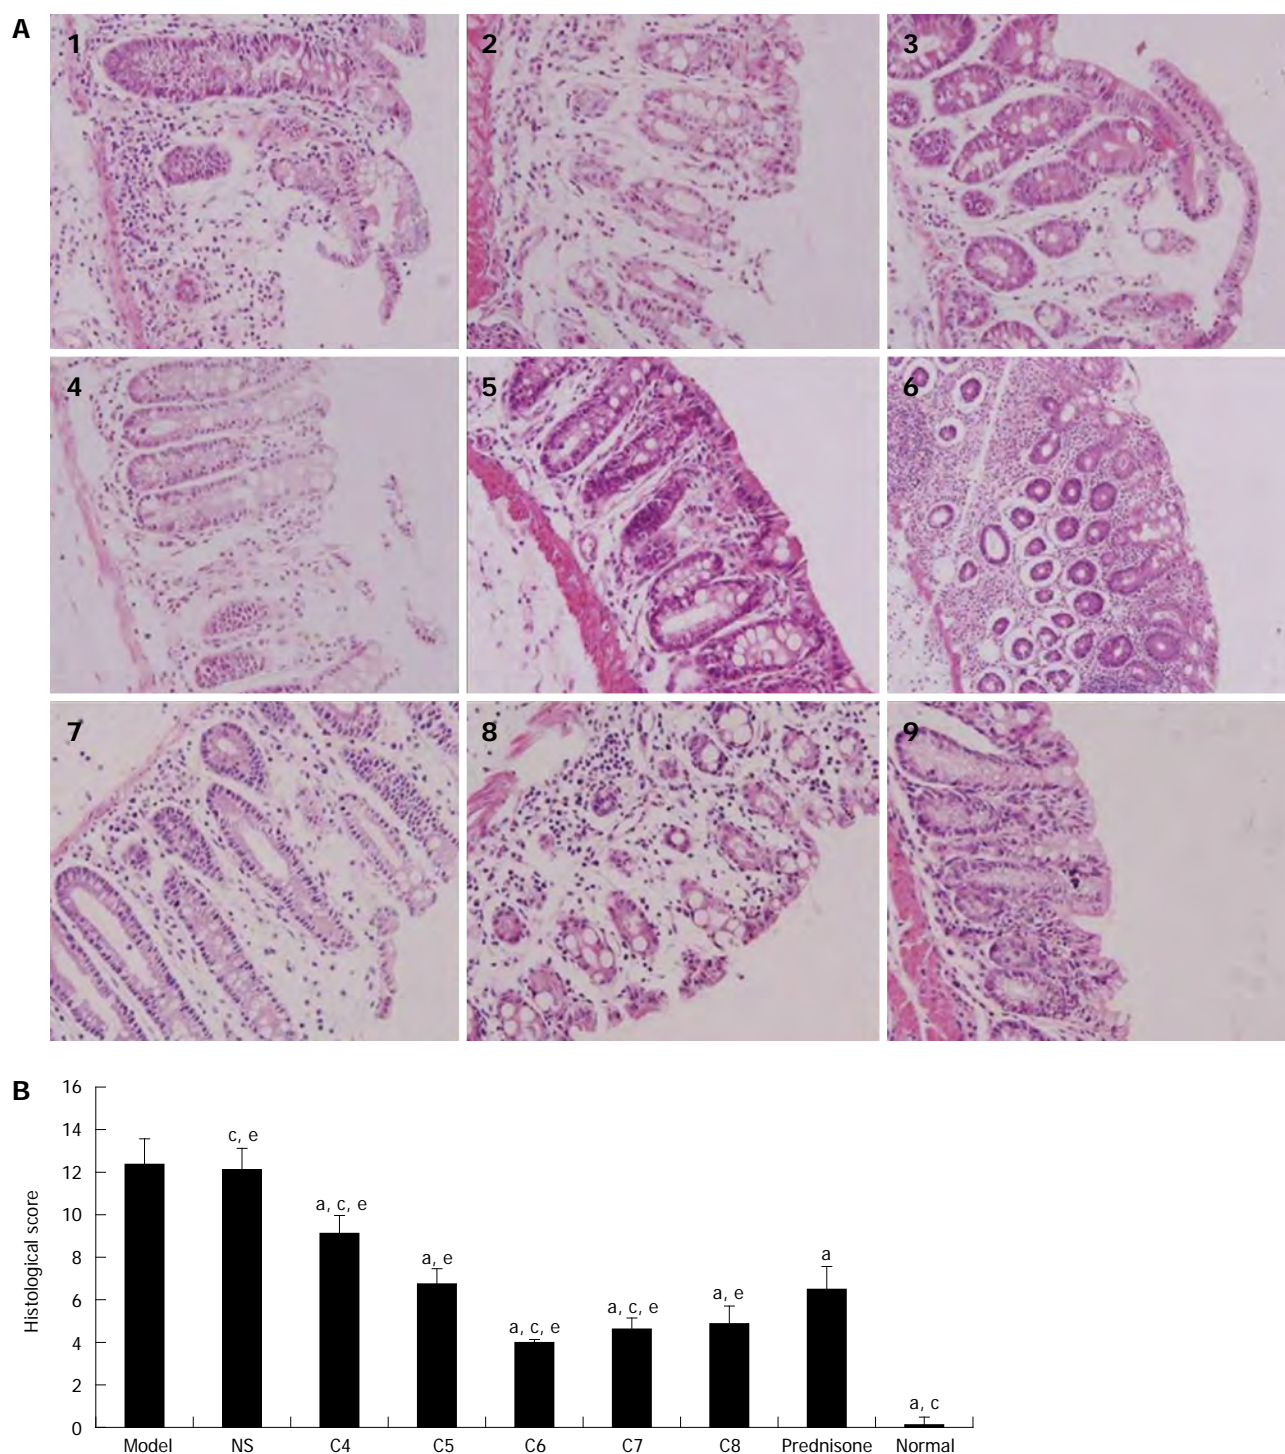 A
1 2 3
4 5 6
7 8 9
B
16
14
12
10
8
6
4
2
0
Histological score
c, e
a, c, e
a, e
a, c, e
a, c, e
a, e
a
a, c
Model NS C4 C5 C6 C7 C8 Prednisone Normal